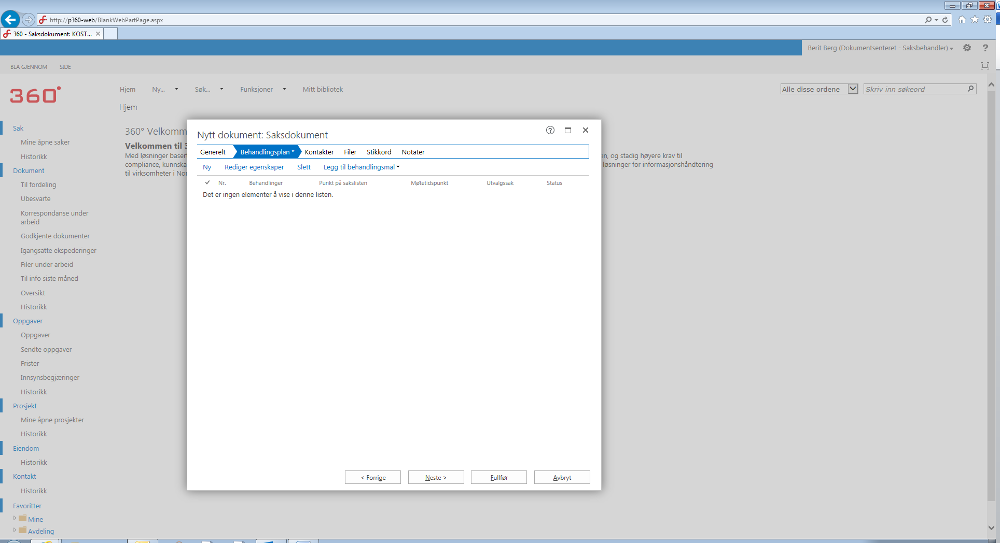 http://p360-web/BlankWebPartPage.aspx
360 - Saksdokument: KOST...
Berit Berg (Dokumentsenteret - Saksbehandler)
?
BLA GJENNOM SIDE
360°
Hjem Ny... Søk... Funksjoner Mitt bibliotek
Alle disse ordene
Skriv inn søkeord
Hjem
Sak
Mine åpne saker
Historikk
Dokument
Til fordeling
Ubesvarte
Korrespondanse under
arbeid
Godkjente dokumenter
Igangsatte ekspederinger
Filer under arbeid
Til info siste måned
Oversikt
Historikk
Oppgaver
Oppgaver
Sendte oppgaver
Frister
Innsynsbegjæringer
Historikk
Prosjekt
Mine åpne prosjekter
Historikk
Eiendom
Historikk
Kontakt
Historikk
Favoritter
Mine
Avdeling
360° Velkomm
Velkommen til 3
Med løsninger baser
en, og stadig høyere krav til
compliance, kunnska
løsninger for informasjonshåndtering
til virksomheter i Nor
Nytt dokument: Saksdokument
?
Generelt Behandlingsplan * Kontakter Filer Stikkord Notater
Ny Rediger egenskaper Slett Legg til behandlingsmal
Nr. Behandlinger Punkt på sakslisten Møtetidspunkt Utvalgssak Status
Det er ingen elementer å vise i denne listen.
< Forrige Neste > Fullfør Avbryt